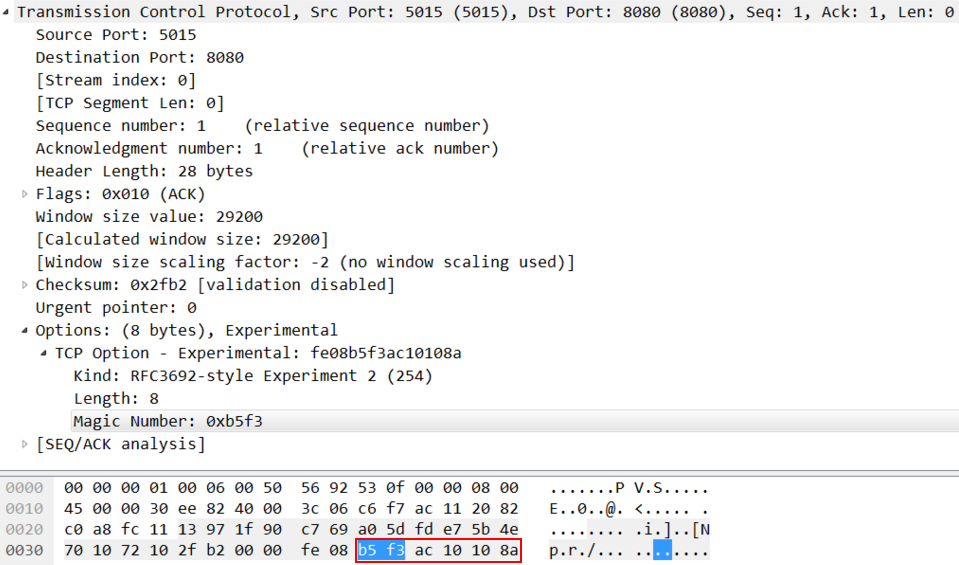 Transmission Control Protocol, Src Port: 5015 (5015), Dst Port: 8080 (8080), Seq: 1, Ack: 1, Len: 0
Source Port: 5015
Destination Port: 8080
[Stream index: 0]
[TCP Segment Len: 0]
Sequence number: 1    (relative sequence number)
Acknowledgment number: 1    (relative ack number)
Header Length: 28 bytes
Flags: 0x010 (ACK)
Window size value: 29200
[Calculated window size: 29200]
[Window size scaling factor: -2 (no window scaling used)]
Checksum: 0x2fb2 [validation disabled]
Urgent pointer: 0
Options: (8 bytes), Experimental
TCP Option - Experimental: fe08b5f3ac10108a
Kind: RFC3692-style Experiment 2 (254)
Length: 8
Magic Number: 0xb5f3
[SEQ/ACK analysis]
0000  00 00 00 01 00 06 00 50  56 92 53 0f 00 00 08 00  .......P V.S.....
0010  45 00 00 30 ee 82 40 00  3c 06 c6 f7 ac 11 20 82  E..0..@. <..... .
0020  c0 a8 fc 11 13 97 1f 90  c7 69 a0 5d fd e7 5b 4e  ........ .i.]..[N
0030  70 10 72 10 2f b2 00 00  fe 08 b5 f3 ac 10 10 8a  p.r./... ........